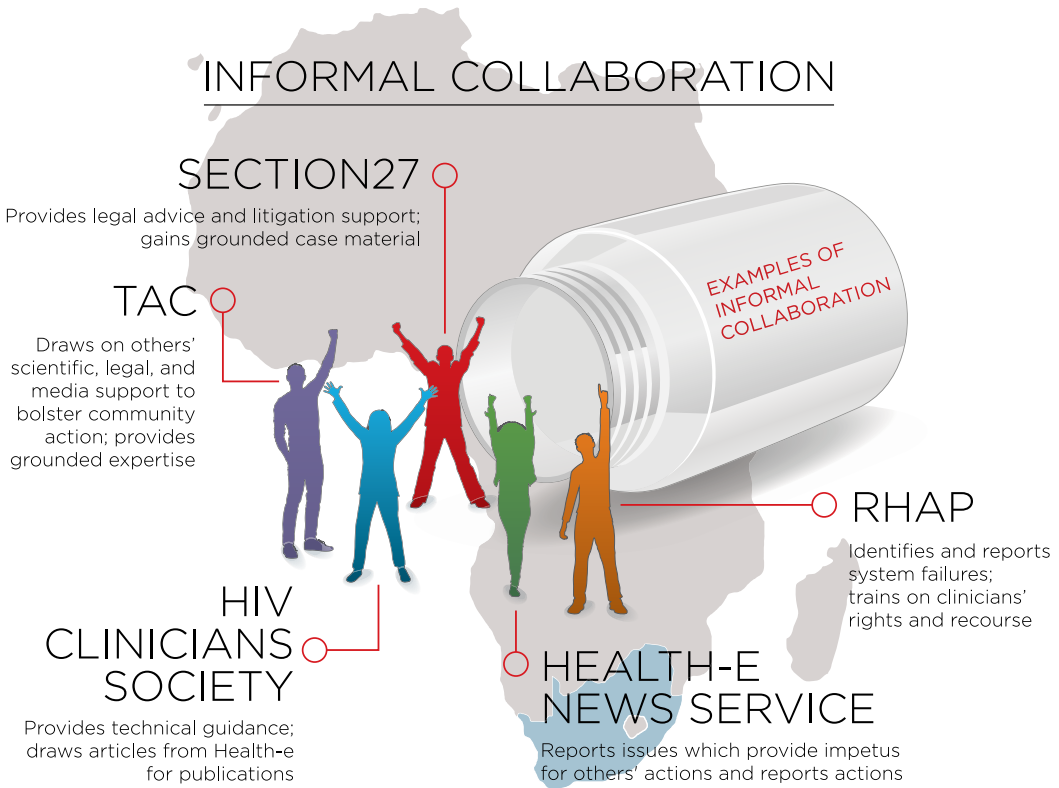 INFORMAL COLLABORATION
SECTION27
Provides legal advice and litigation support;
gains grounded case material
EXAMPLES OF
INFORMAL
COLLABORATION
TAC
Draws on others’
scientific, legal, and
media support to
bolster community
action; provides
grounded expertise
RHAP
Identifies and reports
system failures;
trains on clinicians’
rights and recourse
HIV
CLINICIANS
SOCIETY
Provides technical guidance;
draws articles from Health-e
for publications
HEALTH-E
NEWS SERVICE
Reports issues which provide impetus
for others’ actions and reports actions